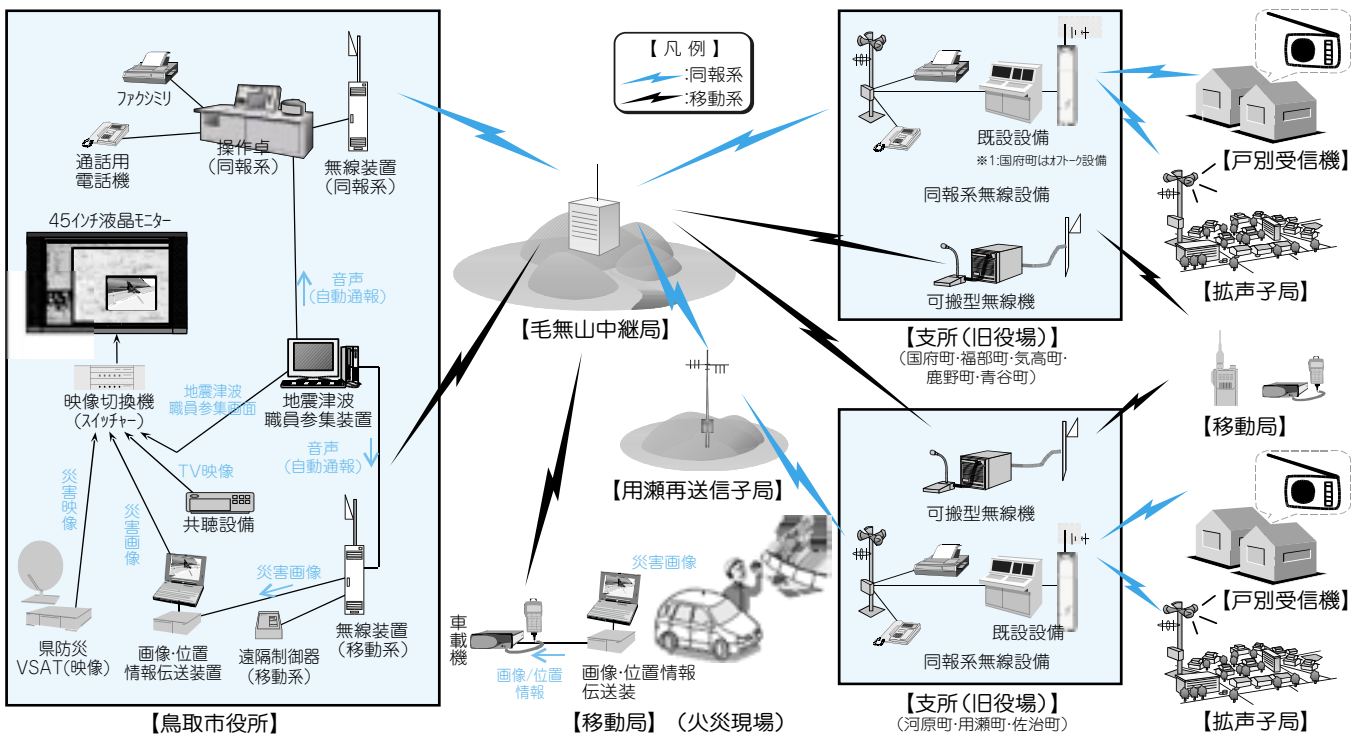 【凡例】
:同報系
:移動系
ファクシミリ
通話用
電話機
操作卓
(同報系)
無線装置
(同報系)
45インチ液晶モニター
音声
(自動通報)
映像切換機
(スイッチャー)
地震津波
職員参集画面
地震津波
職員参集装置
音声
(自動通報)
TV映像
共聴設備
災害映像
災害画像
災害画像
県防災
VSAT(映像)
画像・位置
情報伝送装置
遠隔制御器
(移動系)
無線装置
(移動系)
【鳥取市役所】
【毛無山中継局】
【用瀬再送信子局】
災害画像
車載機
画像/位置
情報
画像・位置情報
伝送装
【移動局】(火災現場)
既設設備
※1:国府町はオフトーク設備
同報系無線設備
可搬型無線機
【支所(旧役場)】
(国府町・福部町・気高町・
鹿野町・青谷町)
可搬型無線機
既設設備
同報系無線設備
【支所(旧役場)】
(河原町・用瀬町・佐治町)
【戸別受信機】
【拡声子局】
【移動局】
【戸別受信機】
【拡声子局】